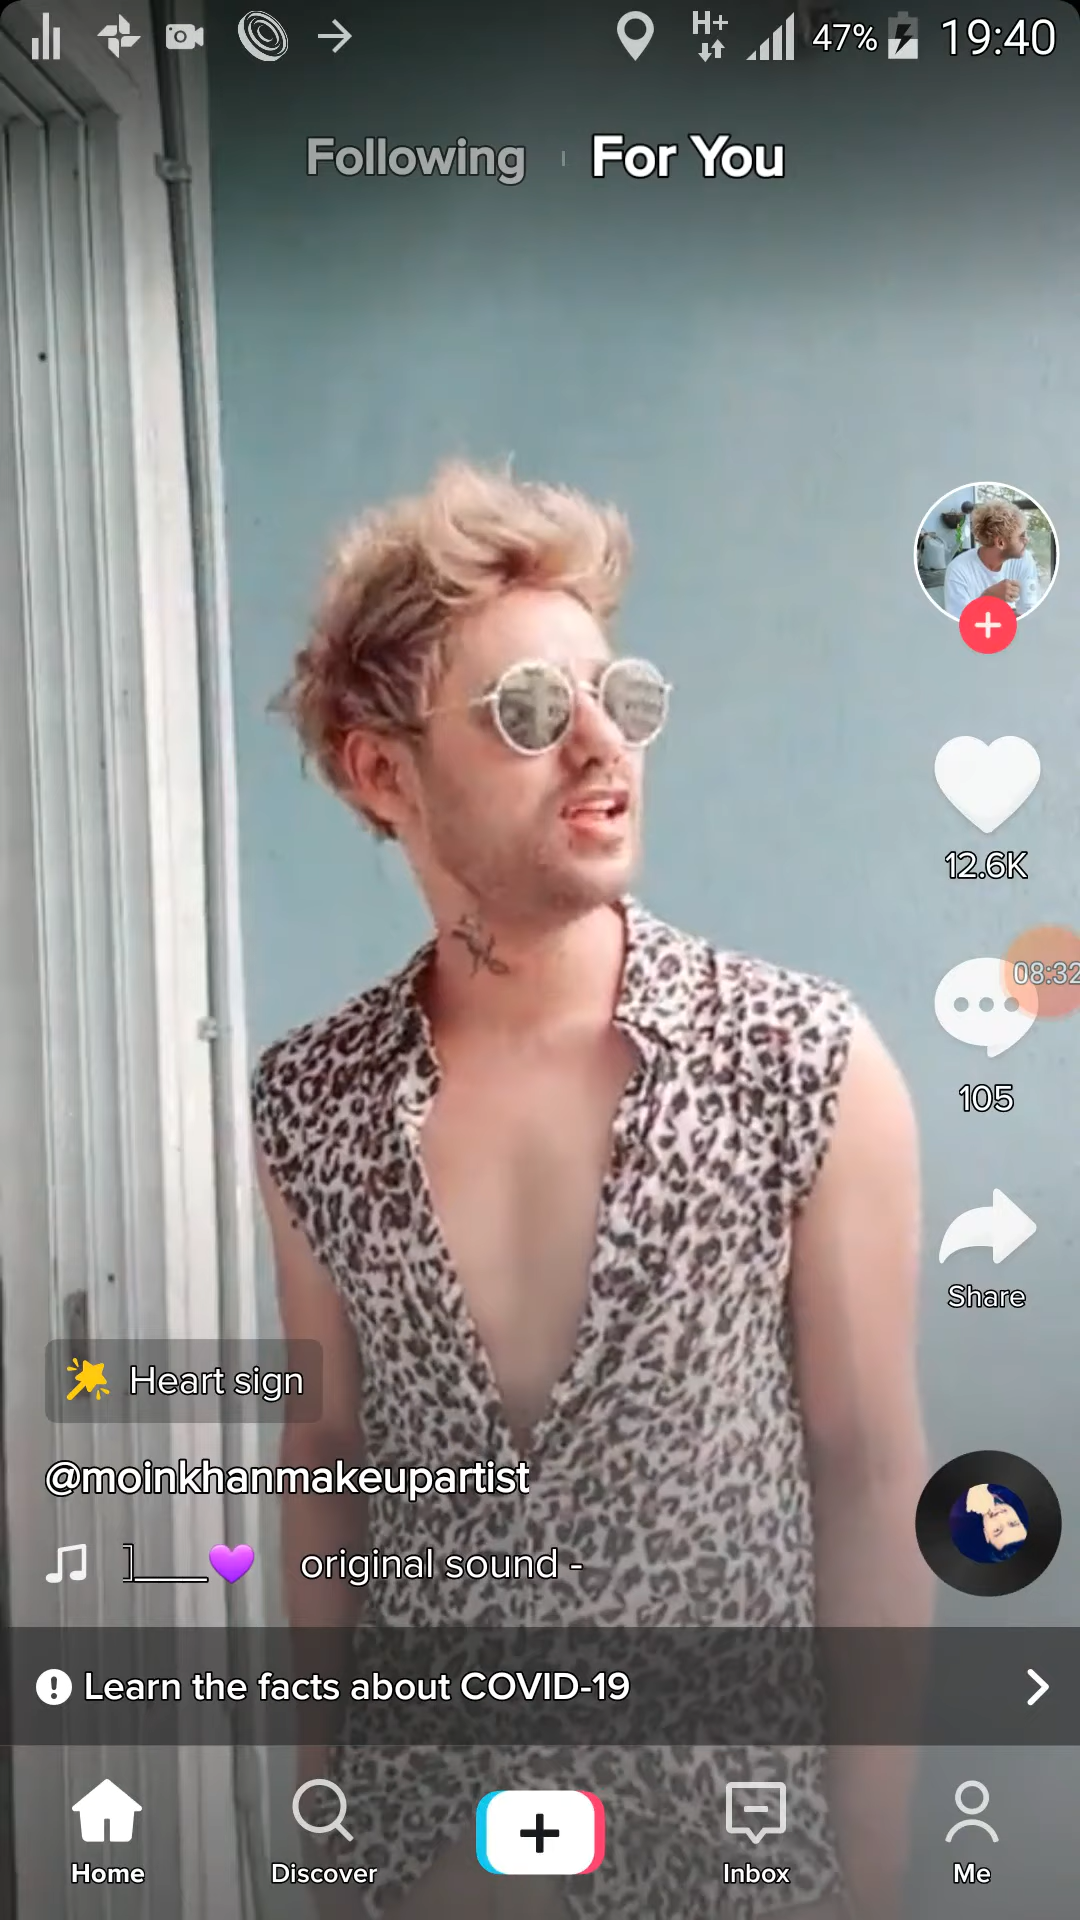 H+ 47% 19:40
Following For You
12.6K
08:32
105
Share
Heart sign
@moinkhanmakeupartist
]____💜 original sound -
Learn the facts about COVID-19
Home Discover Inbox Me